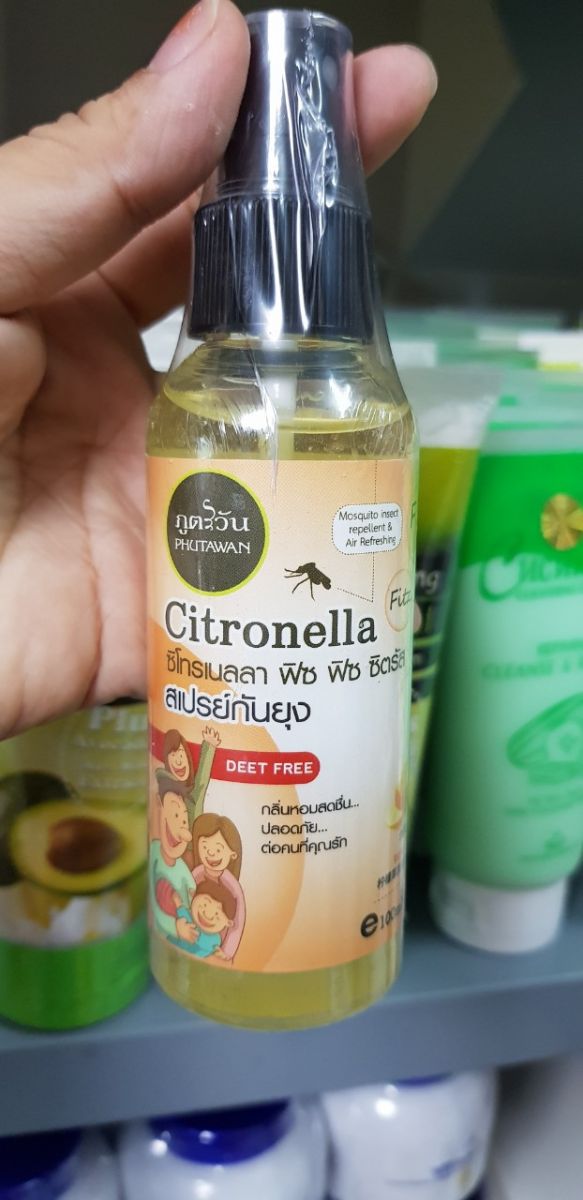 ภูตะวัน
PHUTAWAN
Mosquito insect
repellent &
Air Refreshing
Citronella
ซิโทรเนลลา ฟิซ ฟิซ ซิตรัส
สเปรย์กันยุง
DEET FREE
กลิ่นหอมสดชื่น...
ปลอดภัย...
ต่อคนที่คุณรัก
e
CLEANSE &